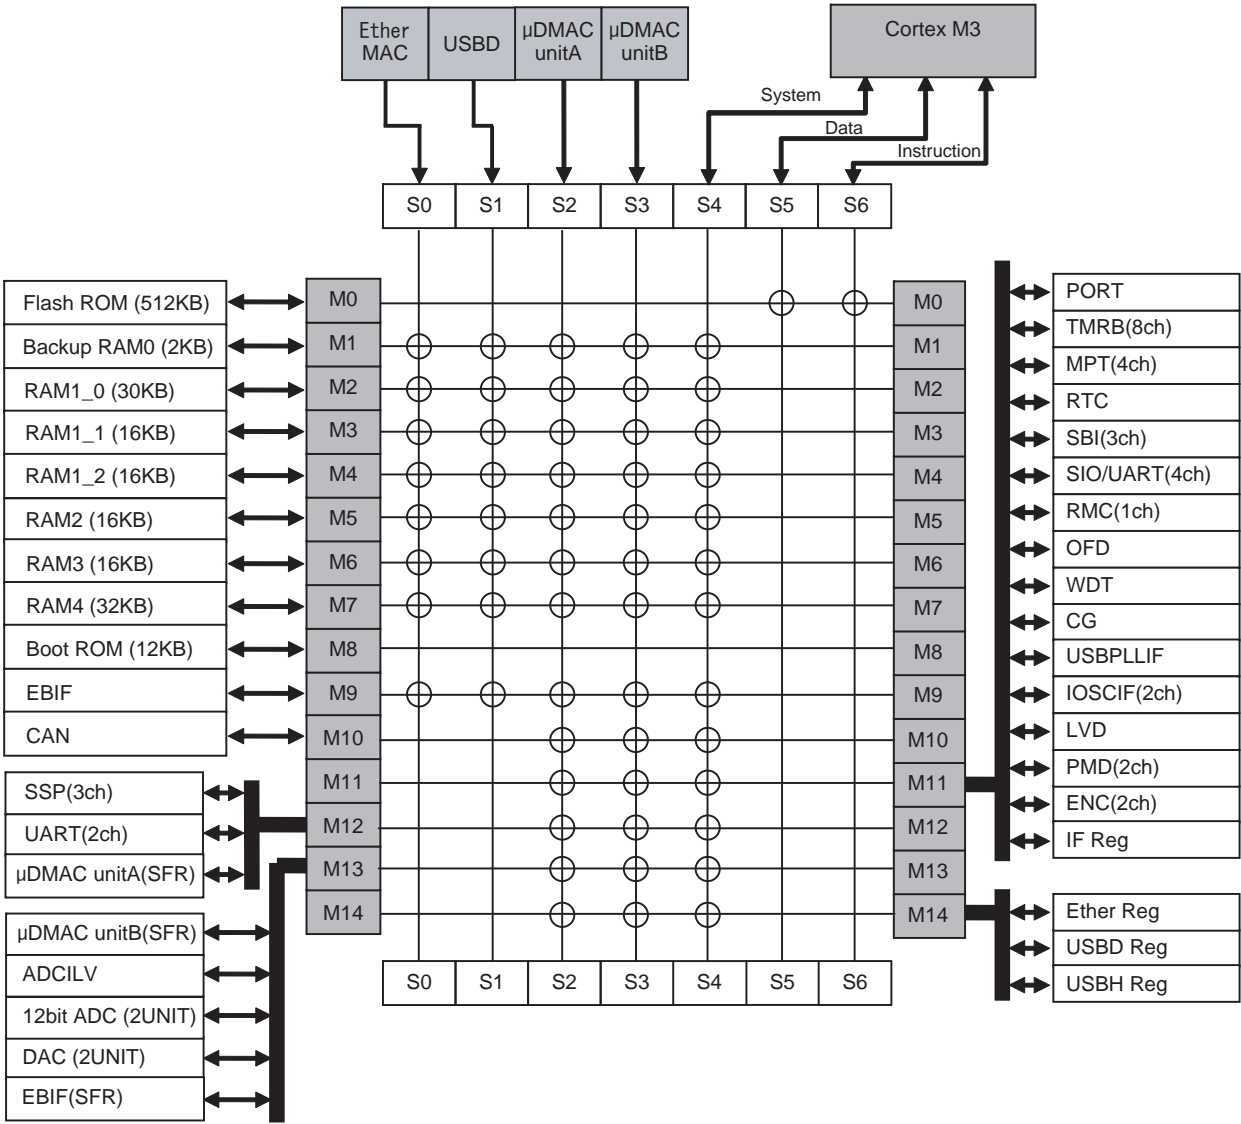 Ether
MAC
USBD
µDMAC
unitA
µDMAC
unitB
Cortex M3
System
Data
Instruction
S0 S1 S2 S3 S4 S5 S6
Flash ROM (512KB)
Backup RAM0 (2KB)
RAM1_0 (30KB)
RAM1_1 (16KB)
RAM1_2 (16KB)
RAM2 (16KB)
RAM3 (16KB)
RAM4 (32KB)
Boot ROM (12KB)
EBIF
CAN
SSP(3ch)
UART(2ch)
µDMAC unitA(SFR)
µDMAC unitB(SFR)
ADCILV
12bit ADC (2UNIT)
DAC (2UNIT)
EBIF(SFR)
M0
M1
M2
M3
M4
M5
M6
M7
M8
M9
M10
M11
M12
M13
M14
M0
M1
M2
M3
M4
M5
M6
M7
M8
M9
M10
M11
M12
M13
M14
PORT
TMRB(8ch)
MPT(4ch)
RTC
SBI(3ch)
SIO/UART(4ch)
RMC(1ch)
OFD
WDT
CG
USBPLLIF
IOSCIF(2ch)
LVD
PMD(2ch)
ENC(2ch)
IF Reg
Ether Reg
USBD Reg
USBH Reg
S0 S1 S2 S3 S4 S5 S6